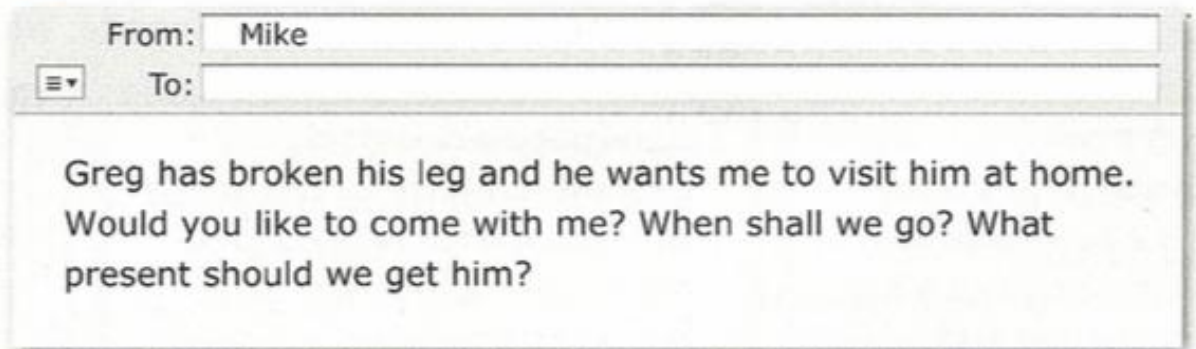 From: Mike
To:
Greg has broken his leg and he wants me to visit him at home.
Would you like to come with me? When shall we go? What
present should we get him?